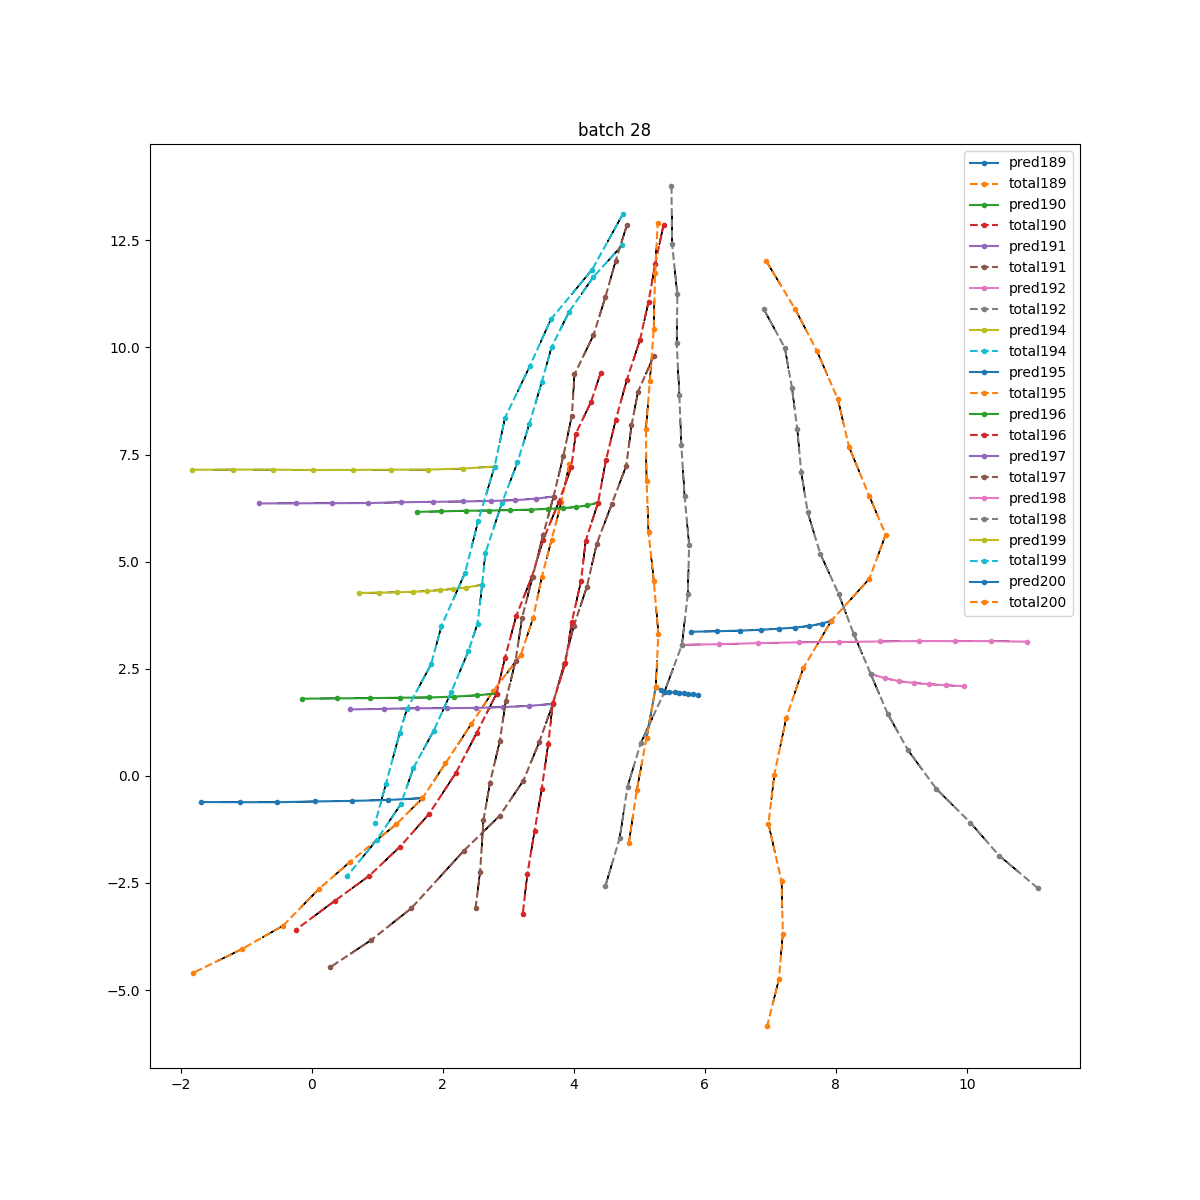 batch 28
pred189
total189
pred190
total190
pred191
total191
pred192
total192
pred194
total194
pred195
total195
pred196
total196
pred197
total197
pred198
total198
pred199
total199
pred200
total200
12.5
10.0
7.5
5.0
2.5
0.0
−2.5
−5.0
−2 0 2 4 6 8 10